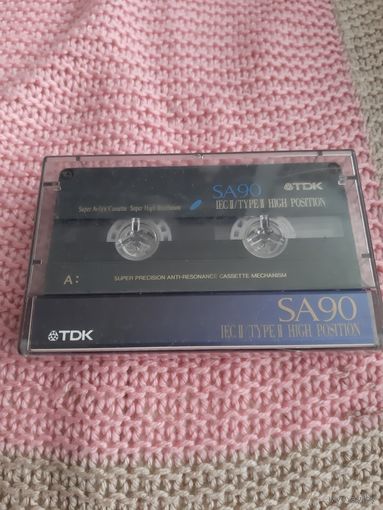 SA90 TDK
Super Avilyn Cassette Super High Resolution IEC II/TYPE II HIGH POSITION
A:
SUPER PRECISION ANTI-RESONANCE CASSETTE MECHANISM
SA90
TDK IEC II/TYPE II HIGH POSITION